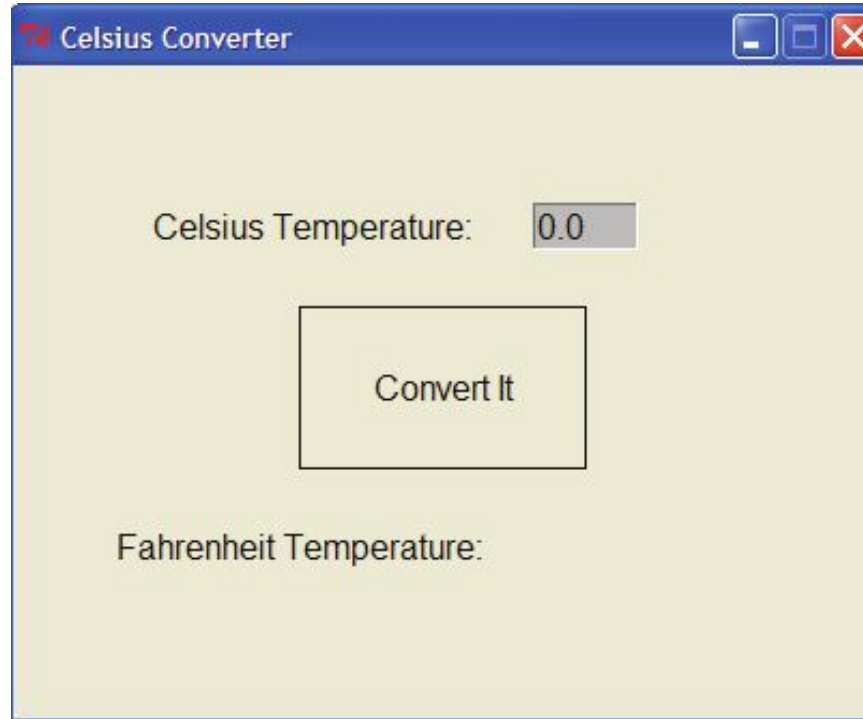 Celsius Converter
Celsius Temperature: 0.0
Convert It
Fahrenheit Temperature: